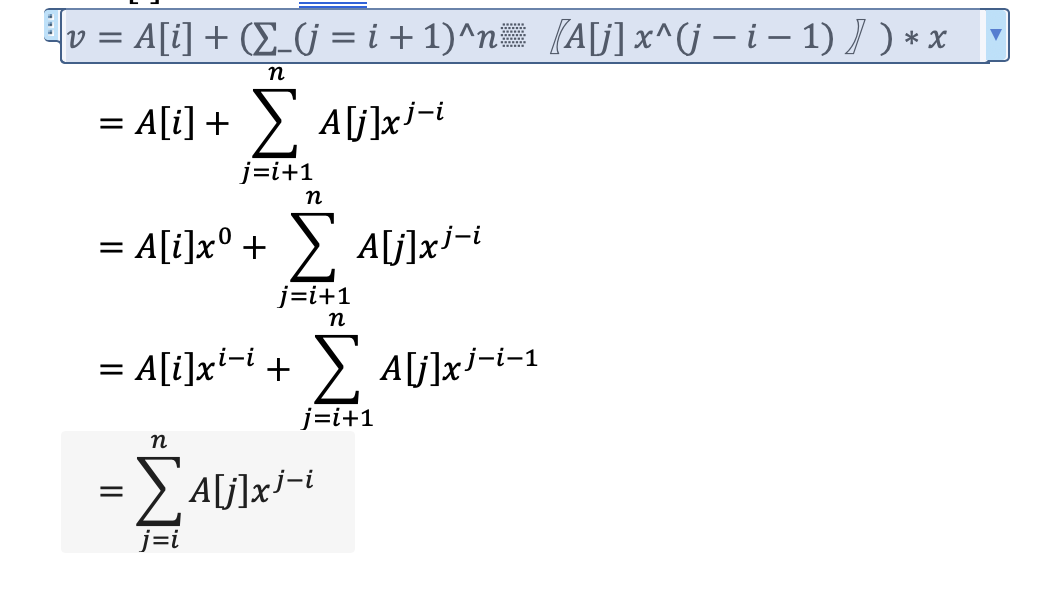 v = A[i] + (∑_(j = i + 1)^n▒〖A[j] x^(j − i − 1)〗) ∗ x
= A[i] + ∑_{j=i+1}^{n} A[j]x^{j−i}
= A[i]x^0 + ∑_{j=i+1}^{n} A[j]x^{j−i}
= A[i]x^{i−i} + ∑_{j=i+1}^{n} A[j]x^{j−i−1}
= ∑_{j=i}^{n} A[j]x^{j−i}